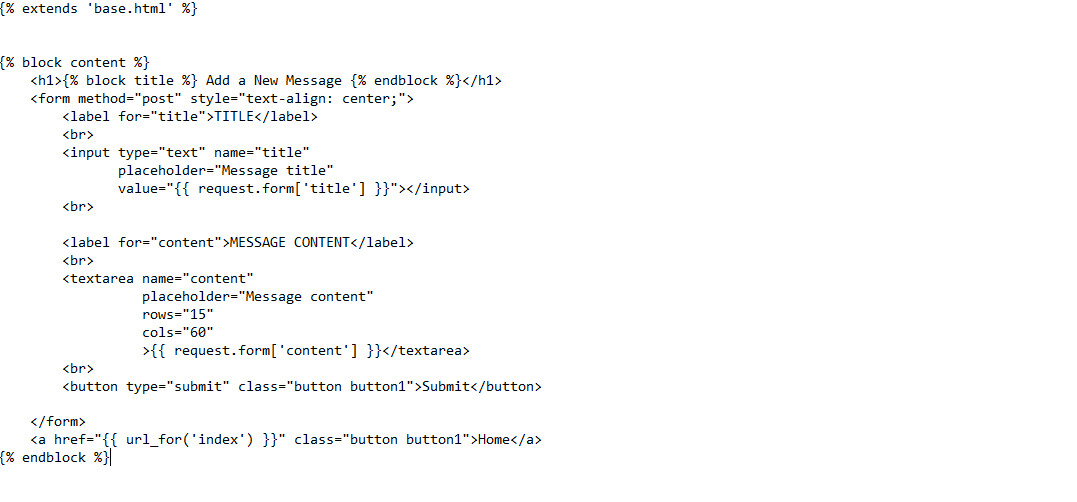 {% extends 'base.html' %}
{% block content %}
<h1>{% block title %} Add a New Message {% endblock %}</h1>
<form method="post" style="text-align: center;">
<label for="title">TITLE</label>
<br>
<input type="text" name="title"
placeholder="Message title"
value="{{ request.form['title'] }}"></input>
<br>
<label for="content">MESSAGE CONTENT</label>
<br>
<textarea name="content"
placeholder="Message content"
rows="15"
cols="60"
>{{ request.form['content'] }}</textarea>
<br>
<button type="submit" class="button button1">Submit</button>
</form>
<a href="{{ url_for('index') }}" class="button button1">Home</a>
{% endblock %}